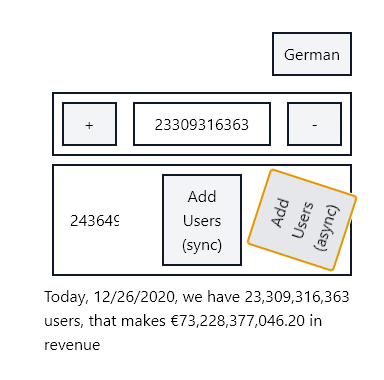 German
+ 23309316363 -
243649
Add
Users
(sync)
Add
Users
(async)
Today, 12/26/2020, we have 23,309,316,363
users, that makes €73,228,377,046.20 in
revenue